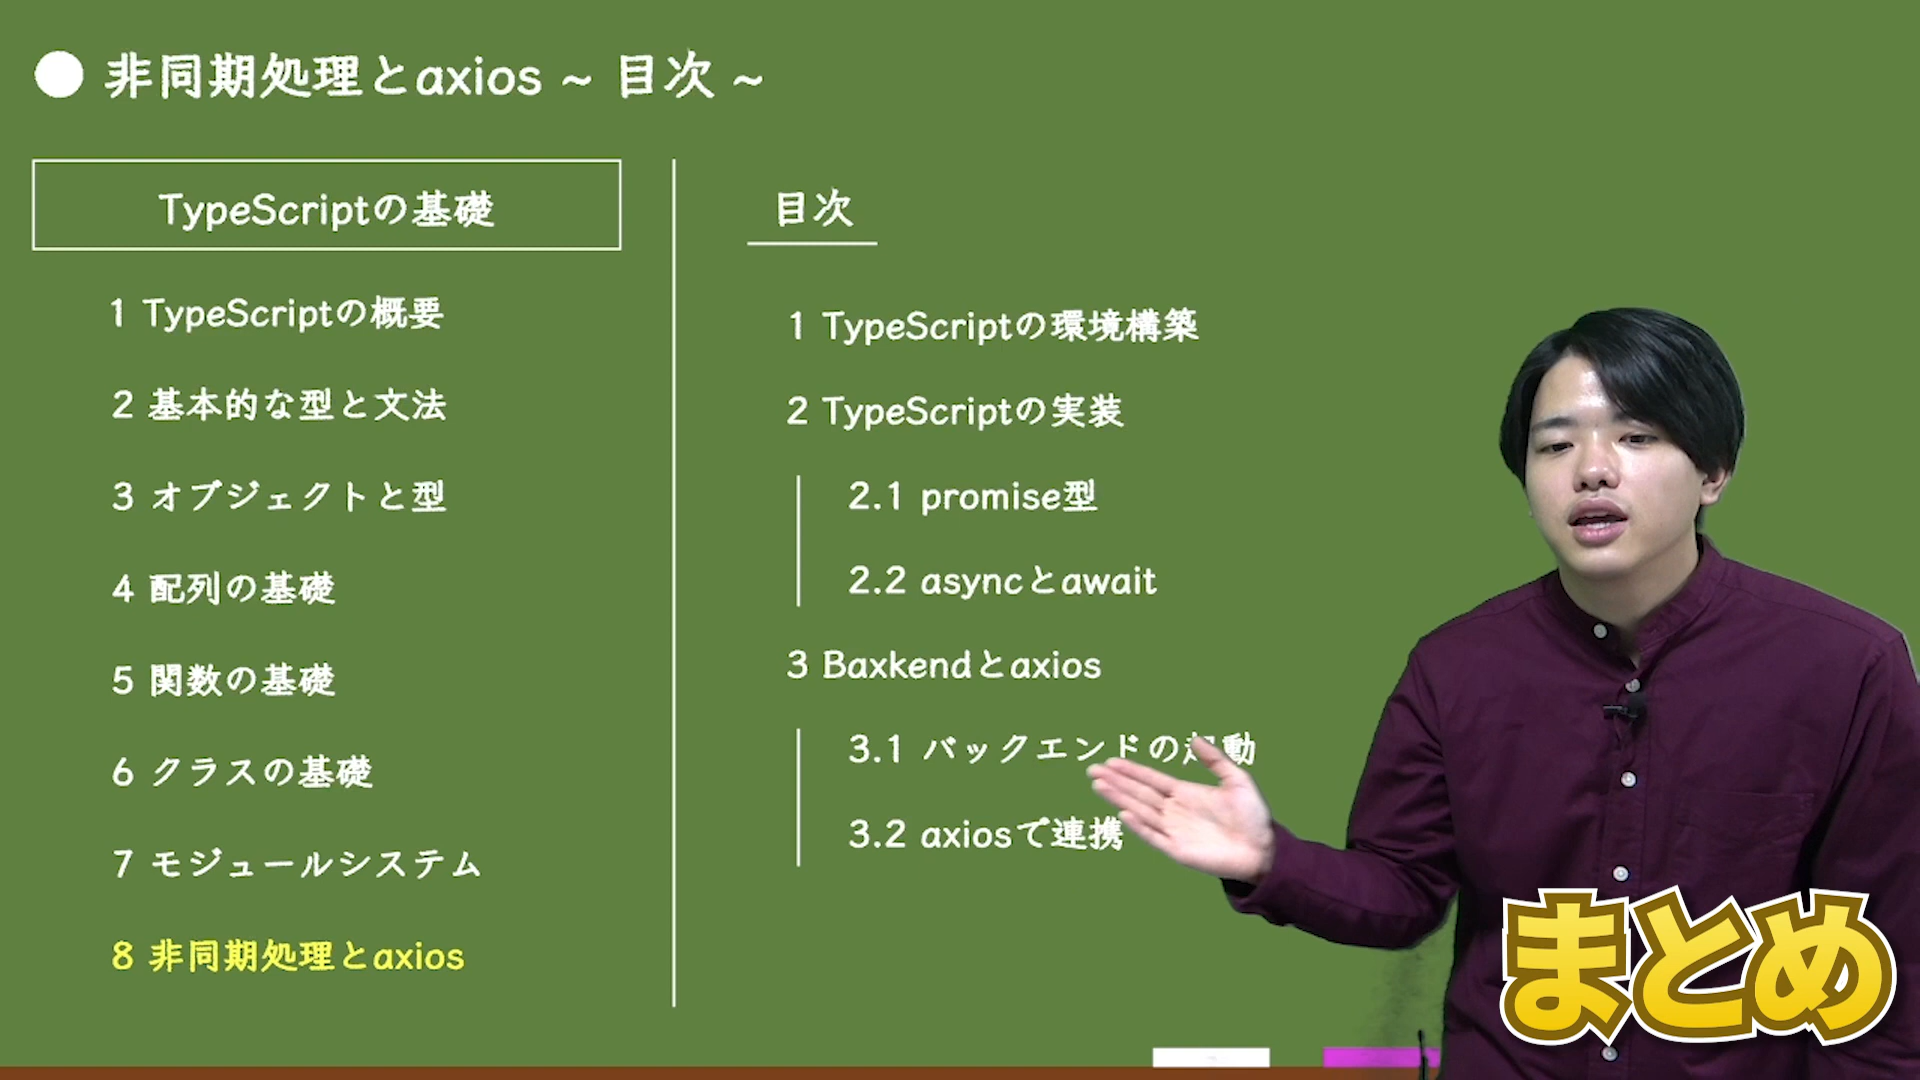 非同期処理とaxios ~ 目次 ~
TypeScriptの基礎
1 TypeScriptの概要
2 基本的な型と文法
3 オブジェクトと型
4 配列の基礎
5 関数の基礎
6 クラスの基礎
7 モジュールシステム
8 非同期処理とaxios
目次
1 TypeScriptの環境構築
2 TypeScriptの実装
2.1 promise型
2.2 asyncとawait
3 Baxkendとaxios
3.1 バックエンドの起動
3.2 axiosで連携
まとめ